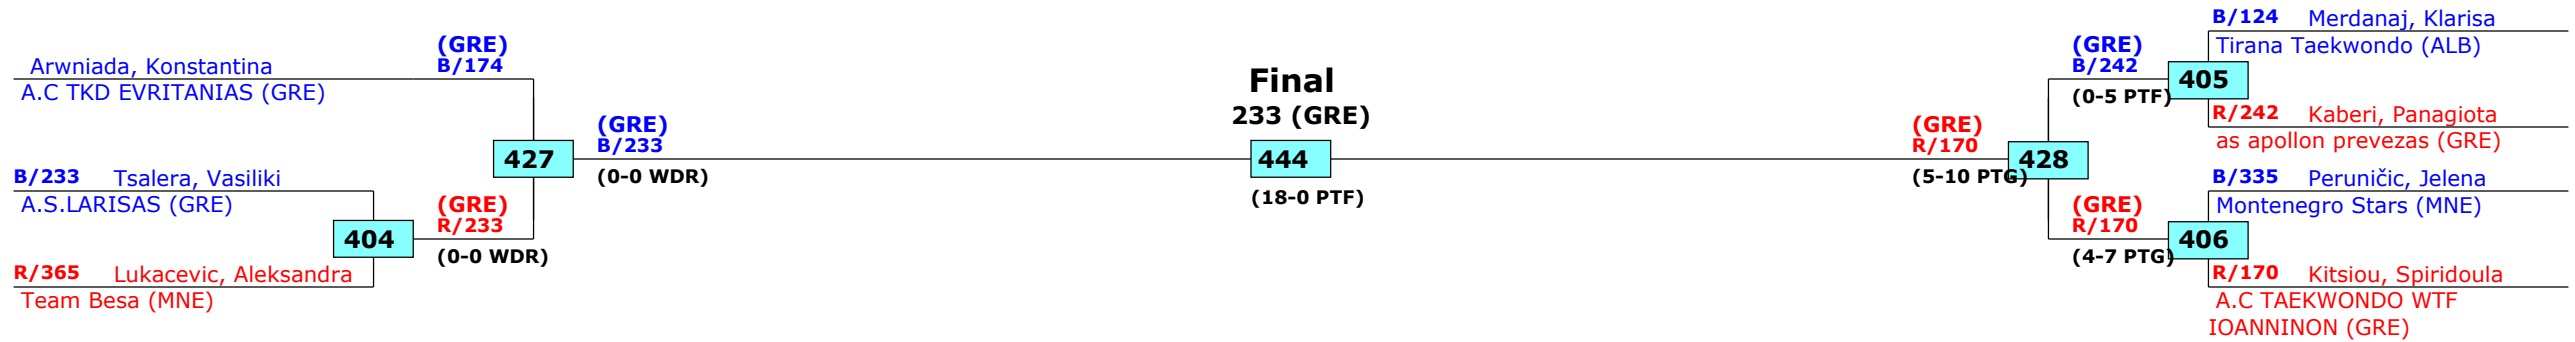 (GRE)
B/174
Arwniada, Konstantina
A.C TKD EVRITANIAS (GRE)
427
(GRE)
B/233
(0-0 WDR)
B/233 Tsalera, Vasiliki
A.S.LARISAS (GRE)
404
(GRE)
R/233
(0-0 WDR)
R/365 Lukacevic, Aleksandra
Team Besa (MNE)
Final
233 (GRE)
444
(18-0 PTF)
(GRE)
R/170
428
(5-10 PTG)
(GRE)
B/242
405
(0-5 PTF)
B/124 Merdanaj, Klarisa
Tirana Taekwondo (ALB)
R/242 Kaberi, Panagiota
as apollon prevezas (GRE)
B/335 Peruničic, Jelena
Montenegro Stars (MNE)
(GRE)
R/170
406
(4-7 PTG)
R/170 Kitsiou, Spiridoula
A.C TAEKWONDO WTF
IOANNINON (GRE)